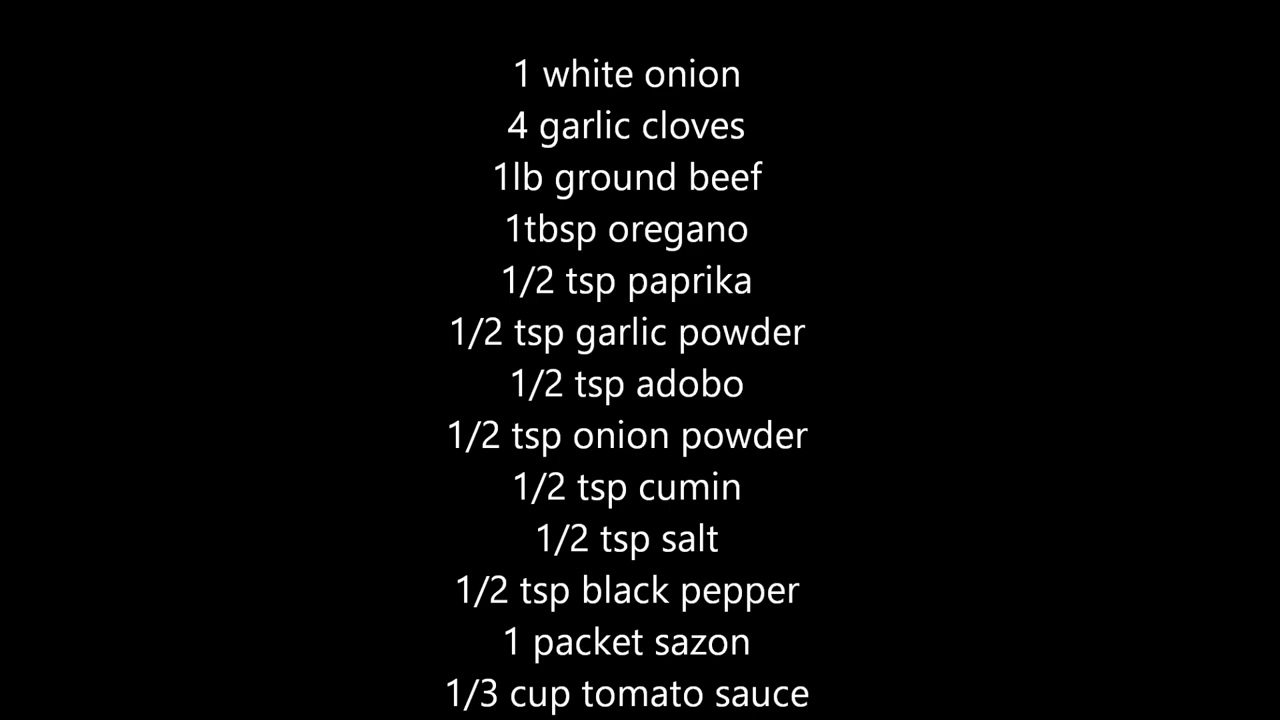 1 white onion
4 garlic cloves
1lb ground beef
1tbsp oregano
1/2 tsp paprika
1/2 tsp garlic powder
1/2 tsp adobo
1/2 tsp onion powder
1/2 tsp cumin
1/2 tsp salt
1/2 tsp black pepper
1 packet sazon
1/3 cup tomato sauce